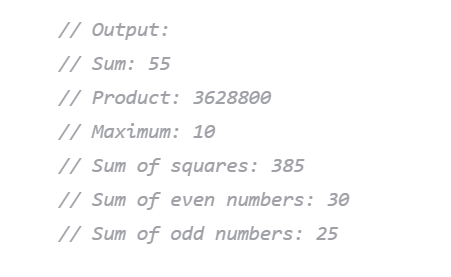 // Output:
// Sum: 55
// Product: 3628800
// Maximum: 10
// Sum of squares: 385
// Sum of even numbers: 30
// Sum of odd numbers: 25